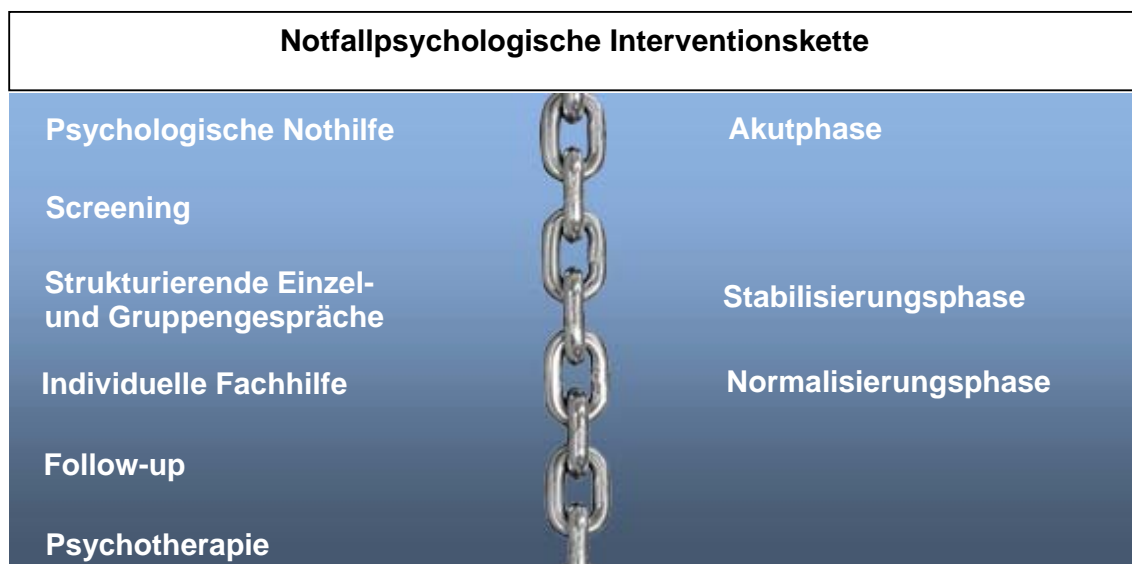 Notfallpsychologische Interventionskette
Psychologische Nothilfe
Akutphase
Screening
Strukturierende Einzel-
und Gruppengespräche
Stabilisierungsphase
Individuelle Fachhilfe
Normalisierungsphase
Follow-up
Psychotherapie